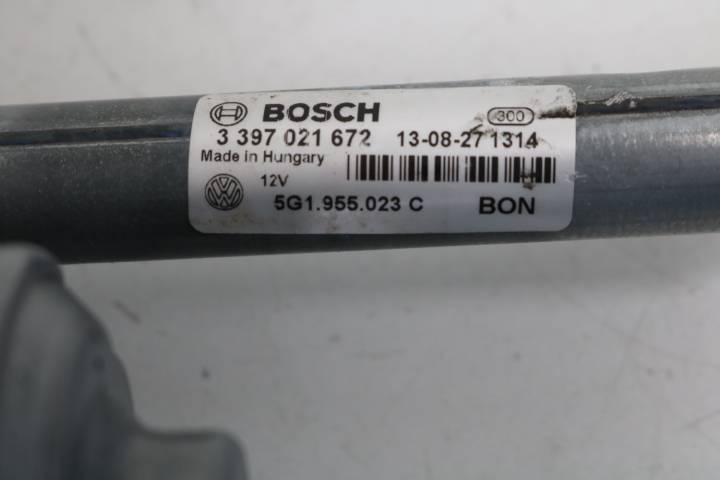 BOSCH 300
3 397 021 672 13-08-27 1314
Made in Hungary
12V
5G1.955.023 C BON